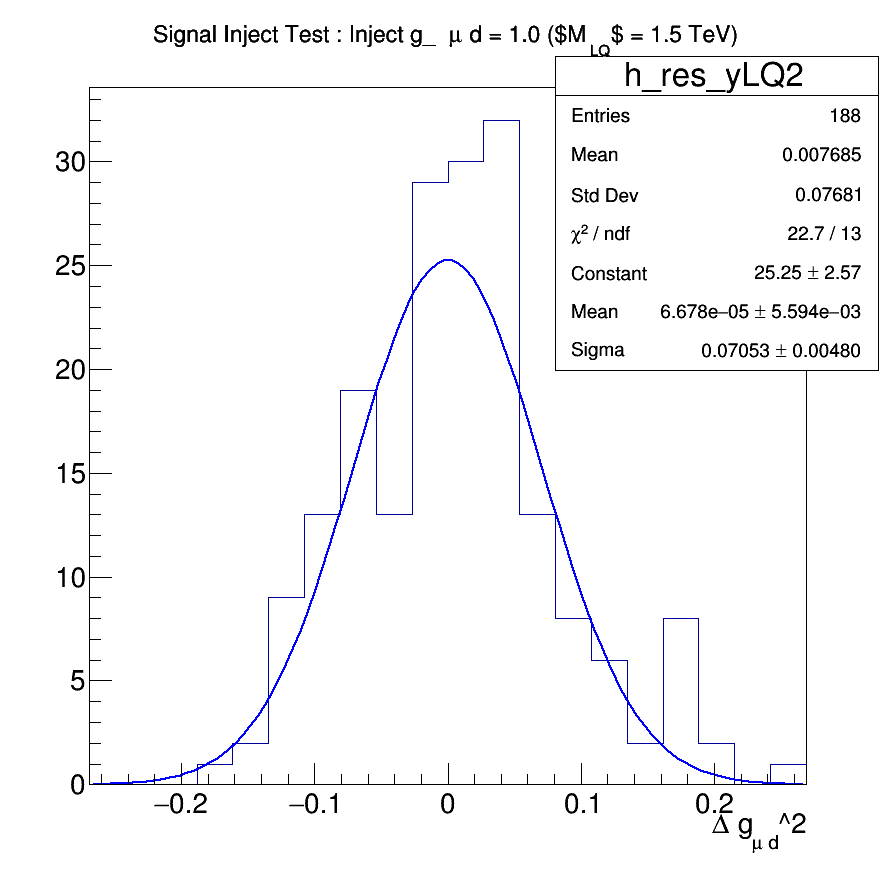 Signal Inject Test : Inject g_ μ d = 1.0 ($M_LQ$ = 1.5 TeV)
h_res_yLQ2
Entries 188
Mean 0.007685
Std Dev 0.07681
χ² / ndf 22.7 / 13
Constant 25.25 ± 2.57
Mean 6.678e−05 ± 5.594e−03
Sigma 0.07053 ± 0.00480
30
25
20
15
10
5
0
−0.2 −0.1 0 0.1 0.2
Δ g_μ d^2